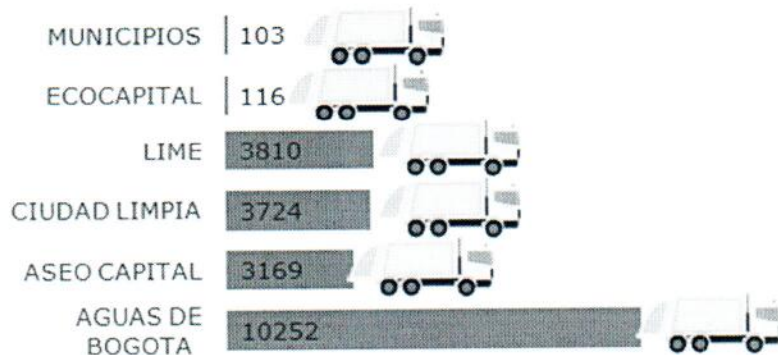 MUNICIPIOS 103
ECOCAPITAL 116
LIME 3810
CIUDAD LIMPIA 3724
ASEO CAPITAL 3169
AGUAS DE
BOGOTA 10252